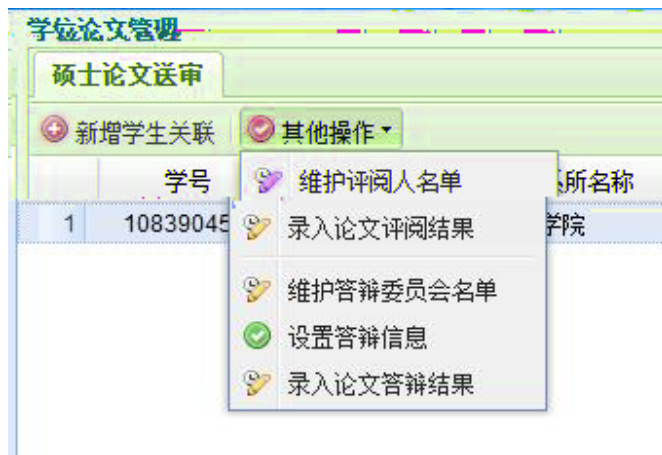 学位论文管理
硕士论文送审
新增学生关联 其他操作
学号 维护评阅人名单 所名称
1 10839045 录入论文评阅结果 学院
维护答辩委员会名单
设置答辩信息
录入论文答辩结果